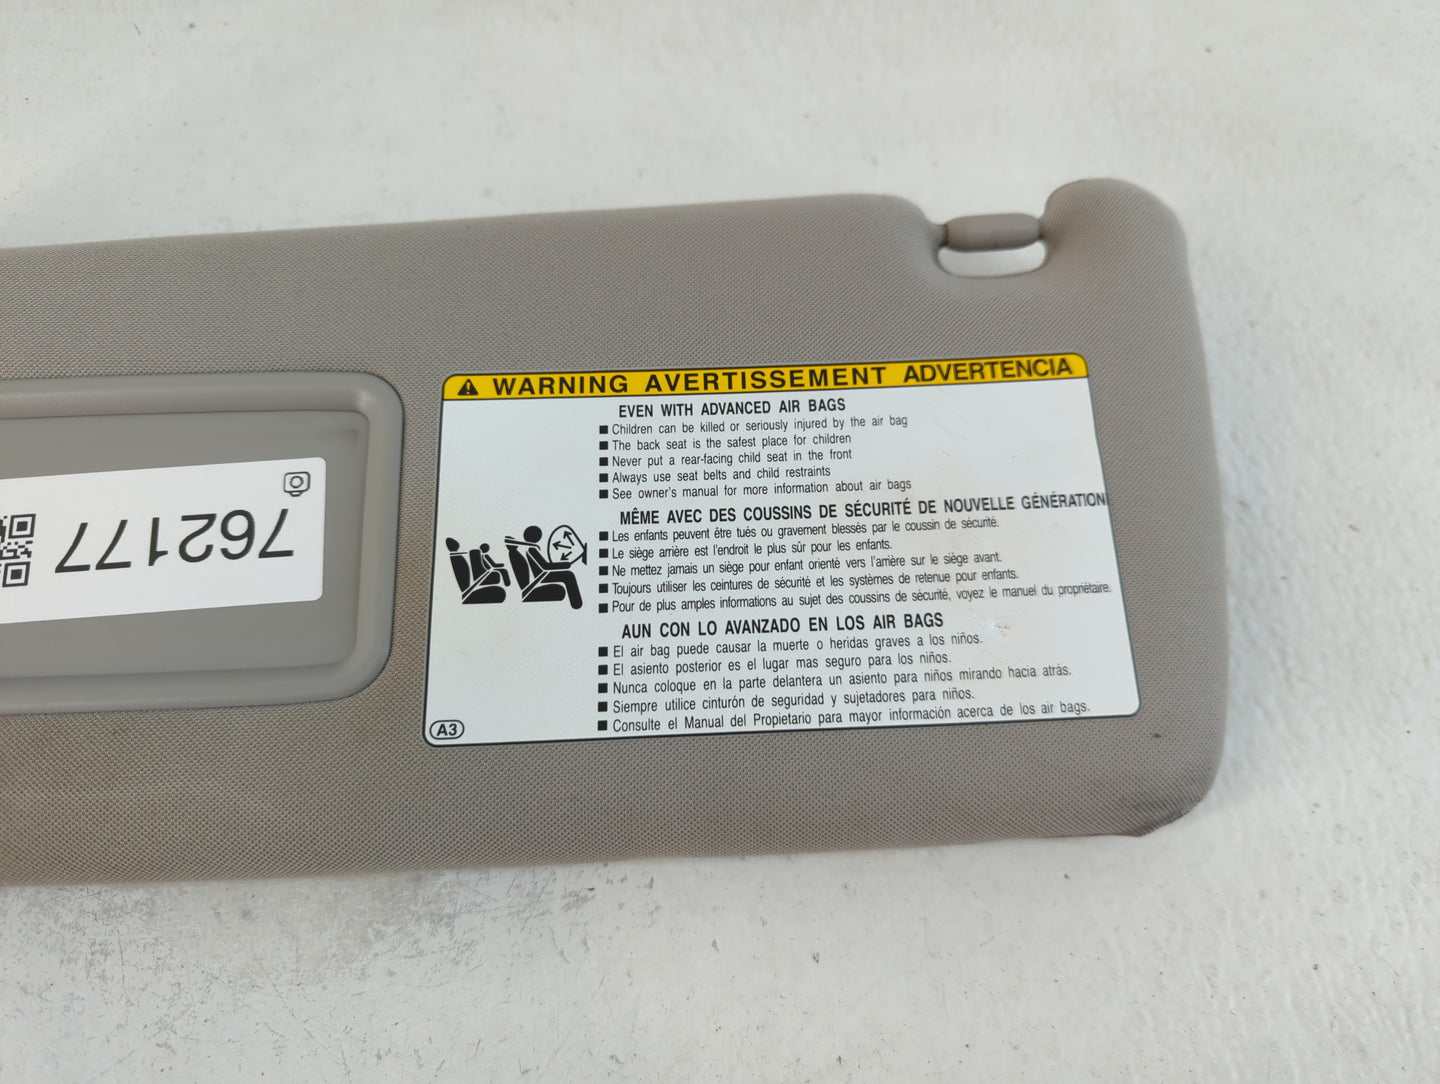 WARNING AVERTISSEMENT ADVERTENCIA
EVEN WITH ADVANCED AIR BAGS
■ Children can be killed or seriously injured by the air bag
■ The back seat is the safest place for children
■ Never put a rear-facing child seat in the front
■ Always use seat belts and child restraints
■ See owner's manual for more information about air bags
MÊME AVEC DES COUSSINS DE SÉCURITÉ DE NOUVELLE GÉNÉRATION
■ Les enfants peuvent être tués ou gravement blessés par le coussin de sécurité.
■ Le siège arrière est l'endroit le plus sûr pour les enfants.
■ Ne mettez jamais un siège pour enfant orienté vers l'arrière sur le siège avant.
■ Toujours utiliser les ceintures de sécurité et les systèmes de retenue pour enfants.
■ Pour de plus amples informations au sujet des coussins de sécurité, voyez le manuel du propriétaire.
AUN CON LO AVANZADO EN LOS AIR BAGS
■ El air bag puede causar la muerte o heridas graves a los niños.
■ El asiento posterior es el lugar mas seguro para los niños.
■ Nunca coloque en la parte delantera un asiento para niños mirando hacia atrás.
■ Siempre utilice cinturón de seguridad y sujetadores para niños.
■ Consulte el Manual del Propietario para mayor información acerca de los air bags.
A3
762177